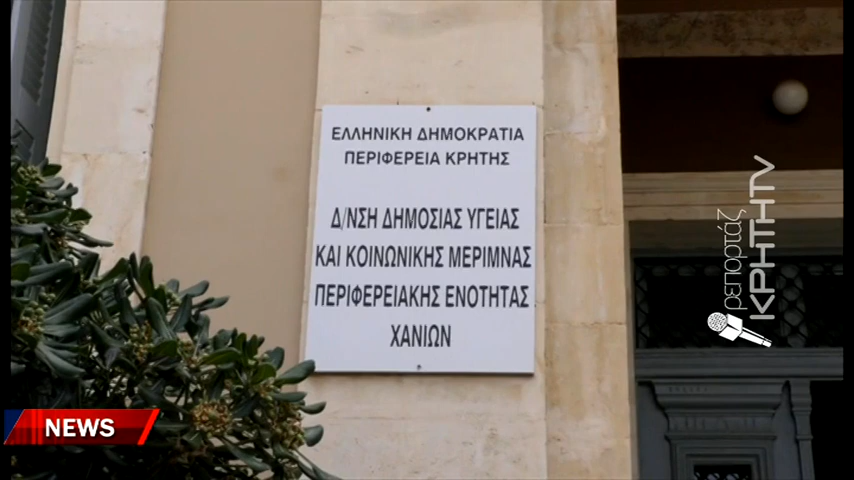 ΕΛΛΗΝΙΚΗ ΔΗΜΟΚΡΑΤΙΑ
ΠΕΡΙΦΕΡΕΙΑ ΚΡΗΤΗΣ
Δ/ΝΣΗ ΔΗΜΟΣΙΑΣ ΥΓΕΙΑΣ
ΚΑΙ ΚΟΙΝΩΝΙΚΗΣ ΜΕΡΙΜΝΑΣ
ΠΕΡΙΦΕΡΕΙΑΚΗΣ ΕΝΟΤΗΤΑΣ
ΧΑΝΙΩΝ
ρεπορτάζ
ΚΡΗΤΗTV
NEWS